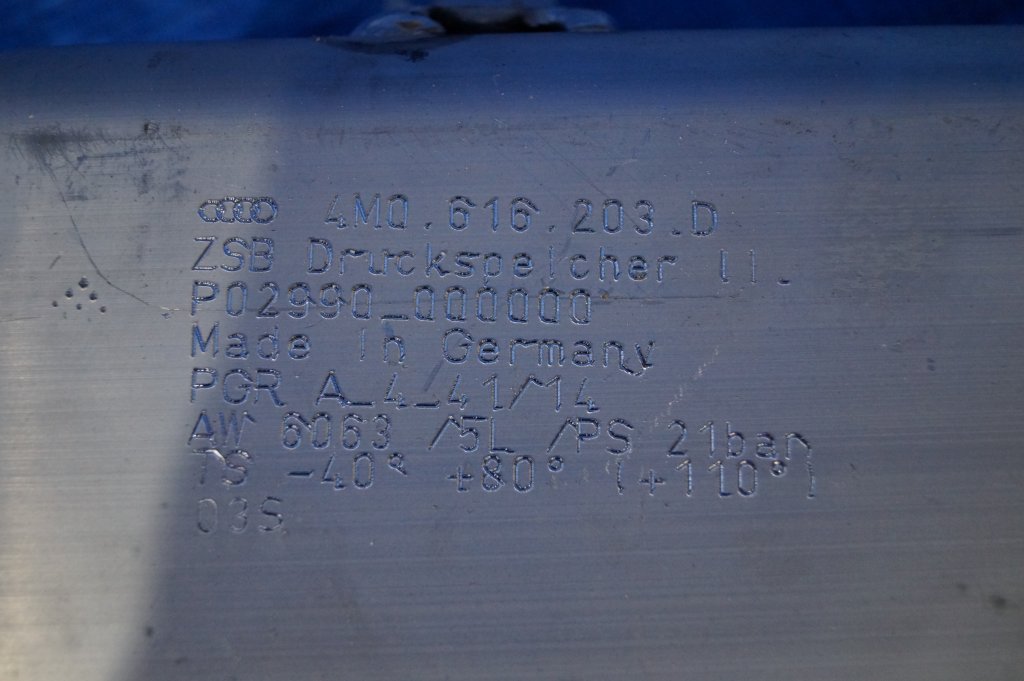 4M0.616.203.D
ZSB Druckspeicher II.
P02990_000000
Made in Germany
PGR A_4_41/14
AW 6063 /5L /PS 21bar
TS -40° +80° (+110°)
03S